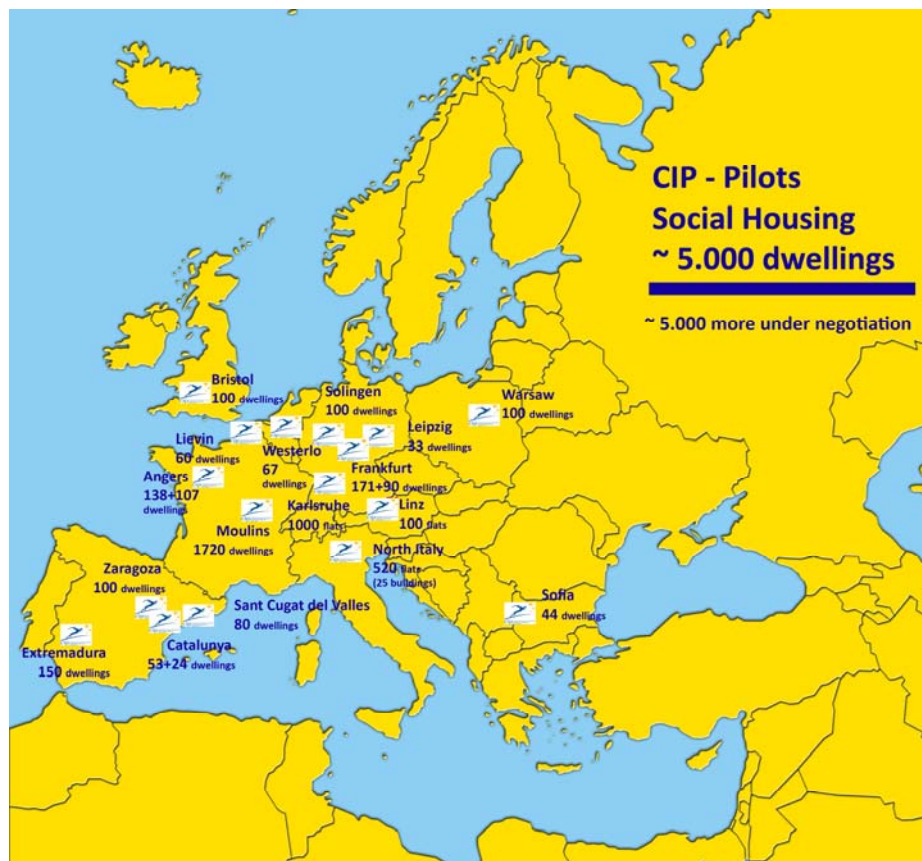 CIP - Pilots
Social Housing
~ 5.000 dwellings
~ 5.000 more under negotiation
Bristol
100 dwellings
Solingen
100 dwellings
Warsaw
100 dwellings
Leipzig
33 dwellings
Lievin
60 dwellings
Westerlo
67
dwellings
Frankfurt
171+90 dwellings
Angers
138+107
dwellings
Karlsruhe
1000 flats
Linz
100 flats
Moulins
1720 dwellings
North Italy
520 flats
(25 buildings)
Zaragoza
100 dwellings
Sant Cugat del Valles
80 dwellings
Sofia
44 dwellings
Extremadura
150 dwellings
Catalunya
53+24 dwellings